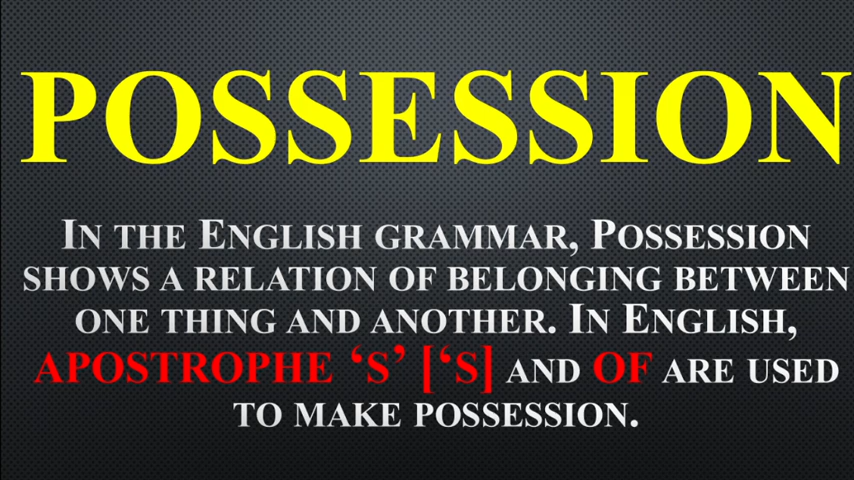 POSSESSION
IN THE ENGLISH GRAMMAR, POSSESSION
SHOWS A RELATION OF BELONGING BETWEEN
ONE THING AND ANOTHER. IN ENGLISH,
APOSTROPHE ‘S’ [‘S] AND OF ARE USED
TO MAKE POSSESSION.